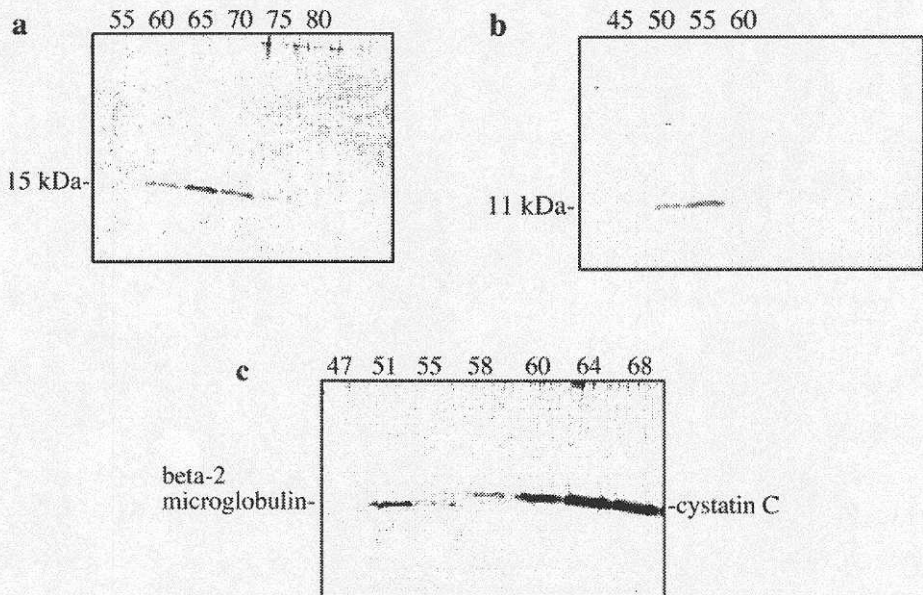 a
55 60 65 70 75 80
15 kDa-
b
45 50 55 60
11 kDa-
c
47 51 55 58 60 64 68
beta-2
microglobulin-
-cystatin C